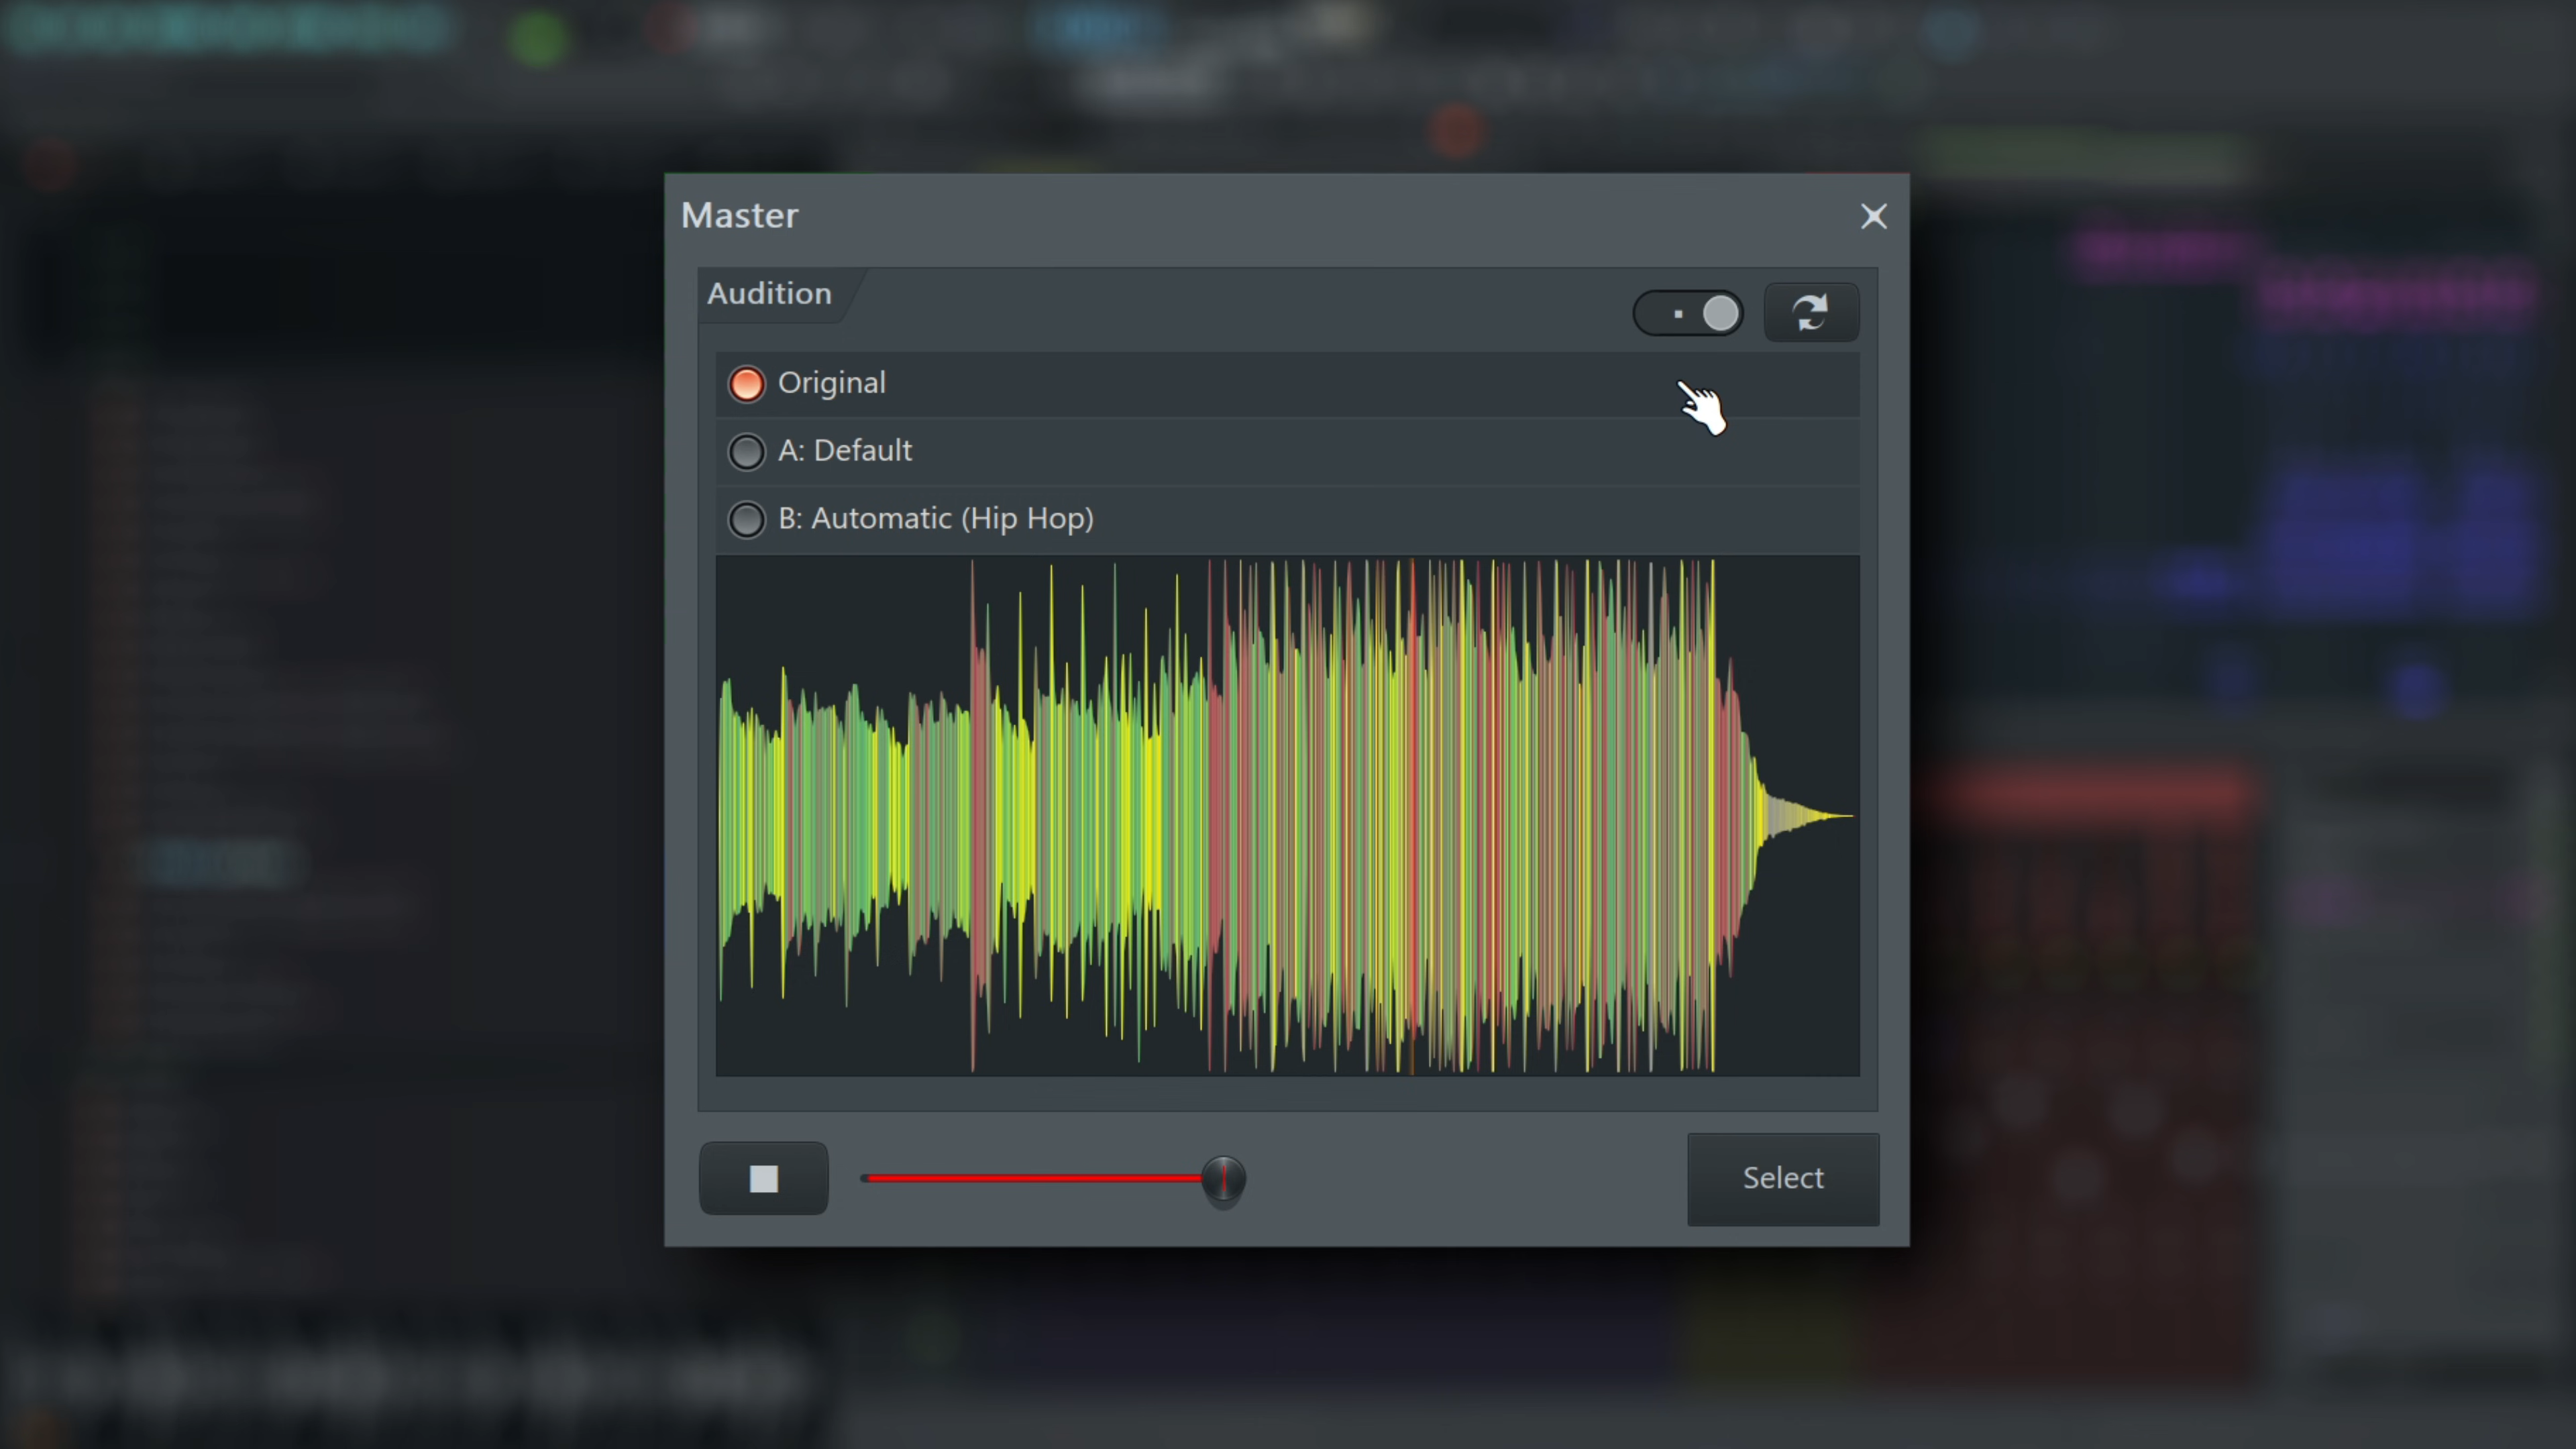 Master
Audition
Original
A: Default
B: Automatic (Hip Hop)
Select